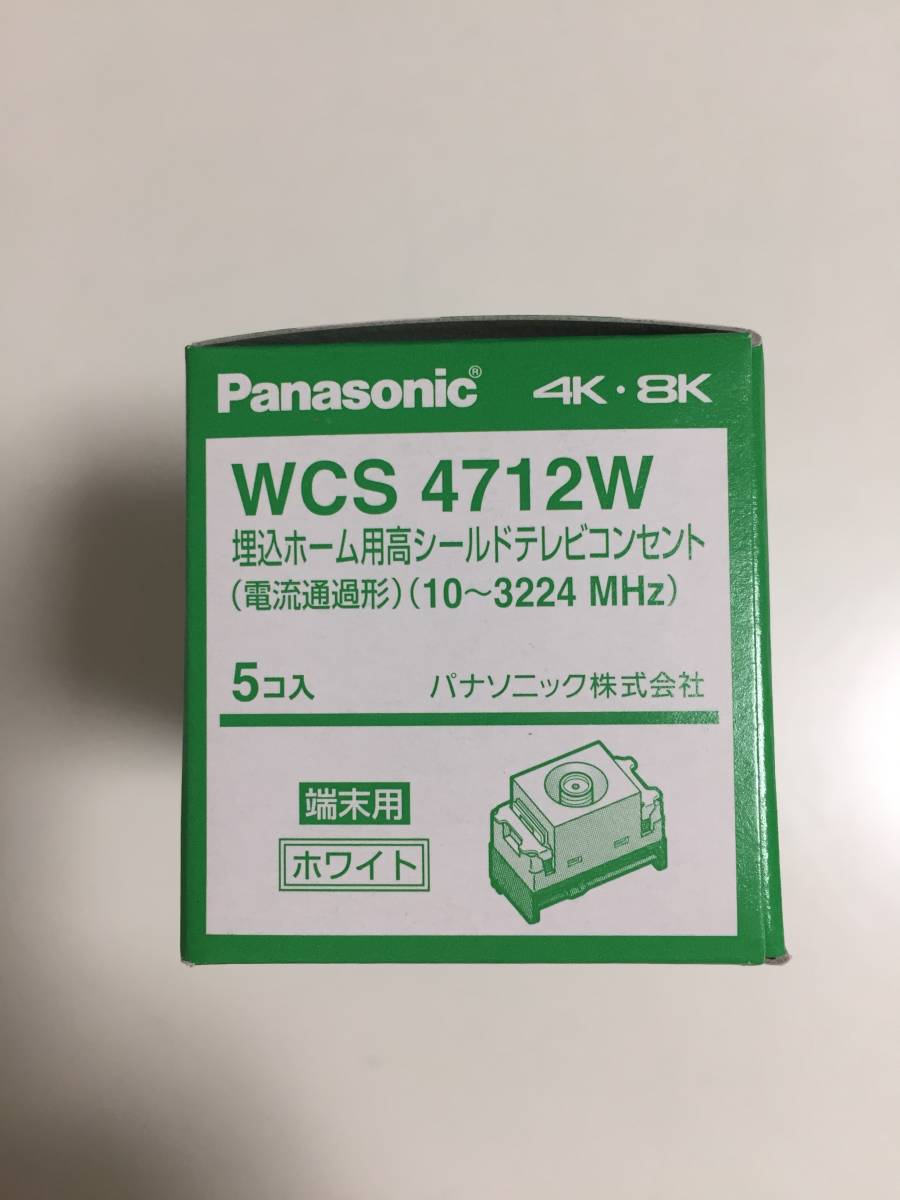 Panasonic® 4K・8K
WCS 4712W
埋込ホーム用高シールドテレビコンセント
(電流通過形)(10〜3224 MHz)
5コ入 パナソニック株式会社
端末用
ホワイト